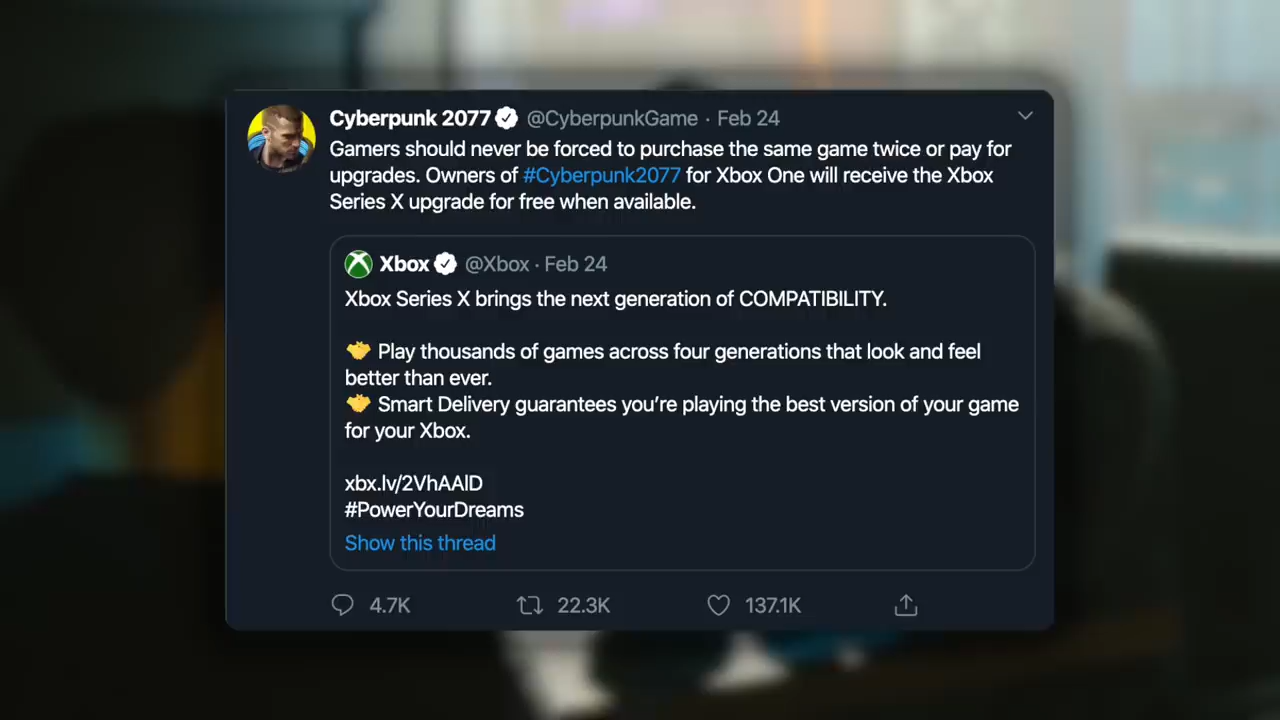 Cyberpunk 2077 @CyberpunkGame · Feb 24
Gamers should never be forced to purchase the same game twice or pay for
upgrades. Owners of #Cyberpunk2077 for Xbox One will receive the Xbox
Series X upgrade for free when available.
Xbox @Xbox · Feb 24
Xbox Series X brings the next generation of COMPATIBILITY.
🤝 Play thousands of games across four generations that look and feel
better than ever.
🤝 Smart Delivery guarantees you’re playing the best version of your game
for your Xbox.
xbx.lv/2VhAAlD
#PowerYourDreams
Show this thread
4.7K 22.3K 137.1K